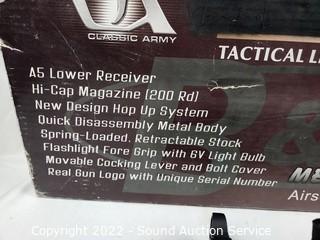 CLASSIC ARMY
TACTICAL LI
A5 Lower Receiver
Hi-Cap Magazine (200 Rd)
New Design Hop Up System
Quick Disassembly Metal Body
Spring-Loaded. Retractable Stock
Flashlight Fore Grip with 6V Light Bulb
Movable Cocking Lever and Bolt Cover
Real Gun Logo with Unique Serial Number
Airs
Copyright 2022 - Sound Auction Service